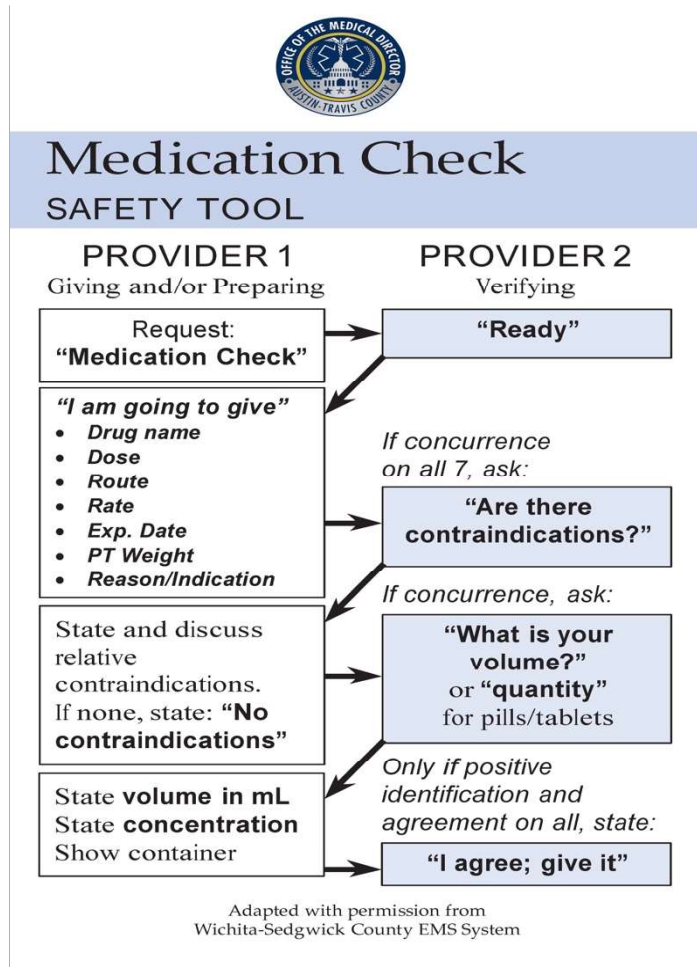 OFFICE OF THE MEDICAL DIRECTOR
AUSTIN-TRAVIS COUNTY
Medication Check
SAFETY TOOL
PROVIDER 1
Giving and/or Preparing
PROVIDER 2
Verifying
Request:
“Medication Check”
“Ready”
“I am going to give”
• Drug name
• Dose
• Route
• Rate
• Exp. Date
• PT Weight
• Reason/Indication
If concurrence
on all 7, ask:
“Are there
contraindications?”
State and discuss
relative
contraindications.
If none, state: “No
contraindications”
If concurrence, ask:
“What is your
volume?”
or “quantity”
for pills/tablets
State volume in mL
State concentration
Show container
Only if positive
identification and
agreement on all, state:
“I agree; give it”
Adapted with permission from
Wichita-Sedgwick County EMS System